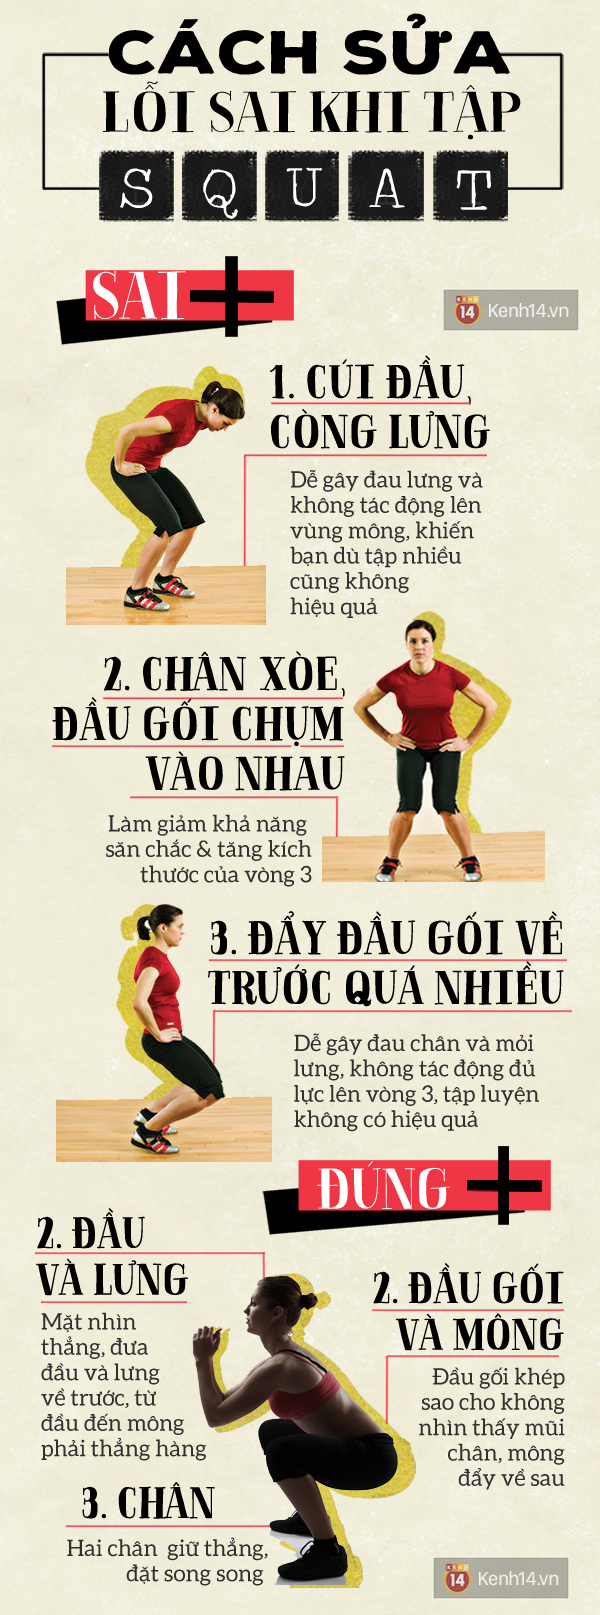 CÁCH SỬA
LỖI SAI KHI TẬP
SQUAT
SAI
KENH 14 Kenh14.vn
1. CÚI ĐẦU,
CÒNG LƯNG
Dễ gây đau lưng và
không tác động lên
vùng mông, khiến
bạn dù tập nhiều
cũng không
hiệu quả
2. CHÂN XÒE,
ĐẦU GỐI CHỤM
VÀO NHAU
Làm giảm khả năng
săn chắc & tăng kích
thước của vòng 3
3. ĐẨY ĐẦU GỐI VỀ
TRƯỚC QUÁ NHIỀU
Dễ gây đau chân và mỏi
lưng, không tác động đủ
lực lên vòng 3, tập luyện
không có hiệu quả
ĐÚNG
2. ĐẦU
VÀ LƯNG
Mặt nhìn
thẳng, đưa
đầu và lưng
về trước, từ
đầu đến mông
phải thẳng hàng
2. ĐẦU GỐI
VÀ MÔNG
Đầu gối khép
sao cho không
nhìn thấy mũi
chân, mông
đẩy về sau
3. CHÂN
Hai chân giữ thẳng,
đặt song song
KENH 14 Kenh14.vn